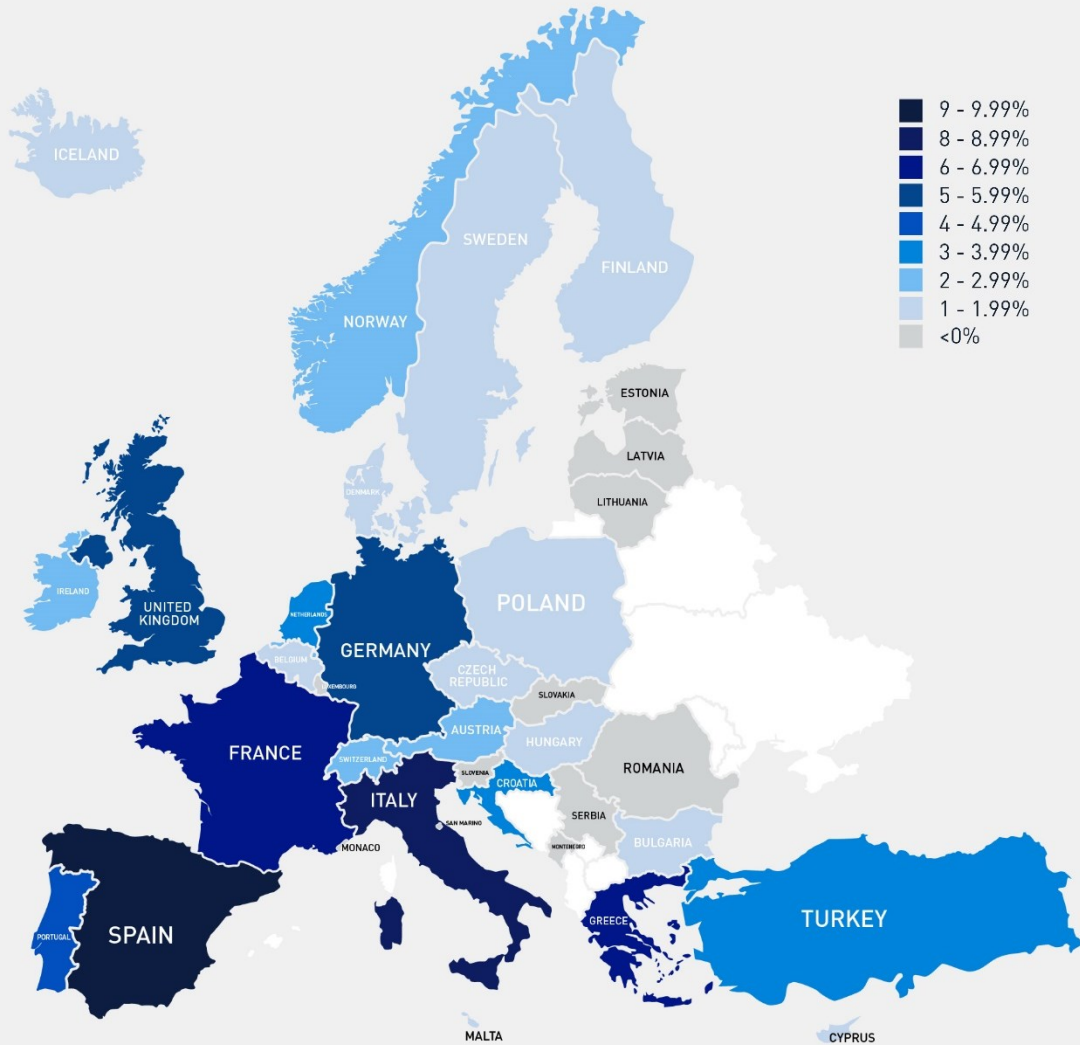 9 - 9.99%
8 - 8.99%
6 - 6.99%
5 - 5.99%
4 - 4.99%
3 - 3.99%
2 - 2.99%
1 - 1.99%
<0%
ICELAND
SWEDEN
FINLAND
NORWAY
ESTONIA
LATVIA
LITHUANIA
DENMARK
IRELAND
UNITED
KINGDOM
NETHERLANDS
POLAND
GERMANY
BELGIUM
LUXEMBOURG
CZECH
REPUBLIC
SLOVAKIA
AUSTRIA
HUNGARY
FRANCE
SWITZERLAND
SLOVENIA
CROATIA
ROMANIA
ITALY
SAN MARINO
SERBIA
MONACO
MONTENEGRO
BULGARIA
SPAIN
PORTUGAL
GREECE
TURKEY
MALTA
CYPRUS